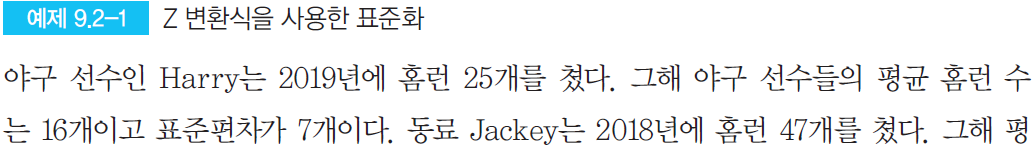 예제 9.2-1 Z 변환식을 사용한 표준화
야구 선수인 Harry는 2019년에 홈런 25개를 쳤다. 그해 야구 선수들의 평균 홈런 수
는 16개이고 표준편차가 7개이다. 동료 Jackey는 2018년에 홈런 47개를 쳤다. 그해 평